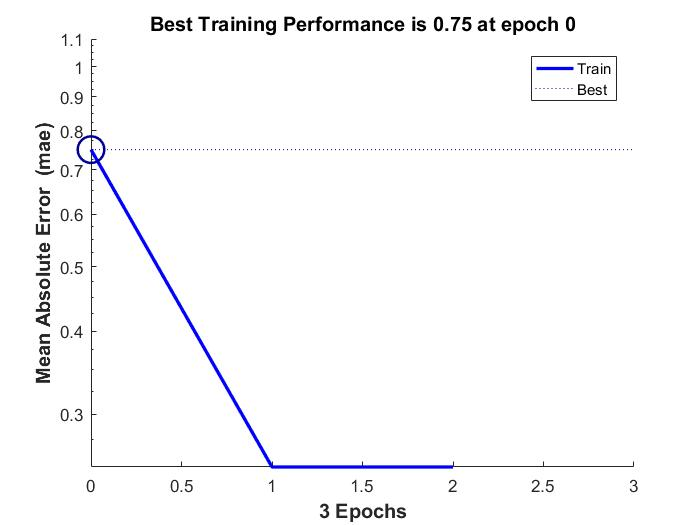 Best Training Performance is 0.75 at epoch 0
Mean Absolute Error  (mae)
1.1
1
0.9
0.8
0.7
0.6
0.5
0.4
0.3
Train
Best
0 0.5 1 1.5 2 2.5 3
3 Epochs